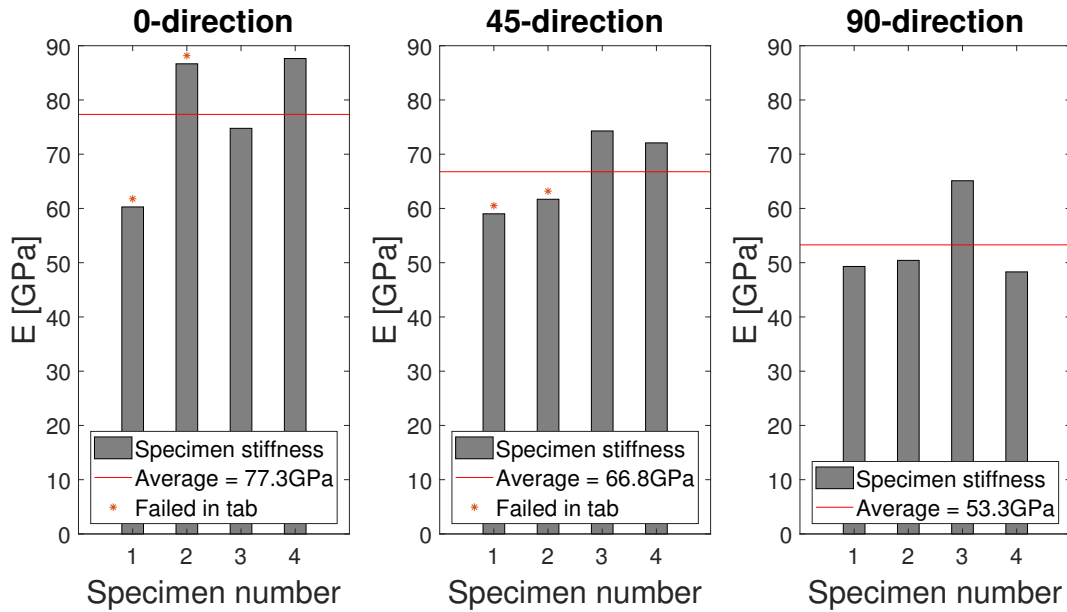 0-direction
90
80
70
60
50
40
30
20
10
0
E [GPa]
Specimen stiffness
Average = 77.3GPa
Failed in tab
1 2 3 4
Specimen number
45-direction
90
80
70
60
50
40
30
20
10
0
E [GPa]
Specimen stiffness
Average = 66.8GPa
Failed in tab
1 2 3 4
Specimen number
90-direction
90
80
70
60
50
40
30
20
10
0
E [GPa]
Specimen stiffness
Average = 53.3GPa
1 2 3 4
Specimen number